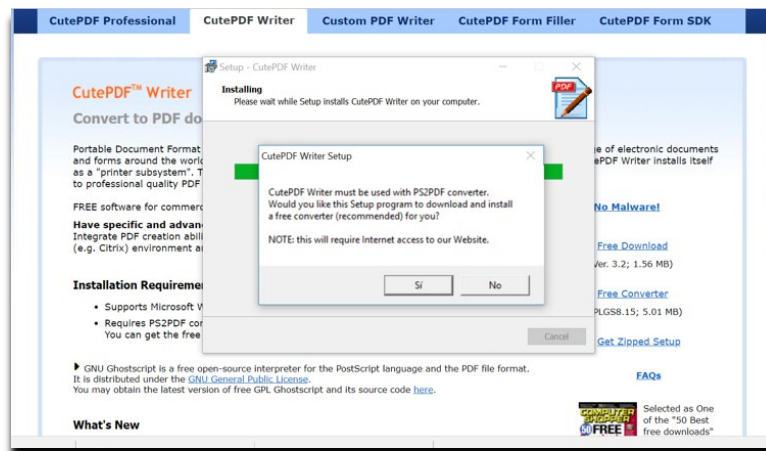 CutePDF Professional CutePDF Writer Custom PDF Writer CutePDF Form Filler CutePDF Form SDK
Setup - CutePDF Writer
Installing
Please wait while Setup installs CutePDF Writer on your computer.
PDF
CutePDF Writer Setup
CutePDF Writer must be used with PS2PDF converter.
Would you like this Setup program to download and install
a free converter (recommended) for you?
NOTE: this will require Internet access to our Website.
Sí No
Cancel
CutePDF™ Writer
Convert to PDF do
Portable Document Format
and forms around the worl
as a "printer subsystem". T
to professional quality PDF
FREE software for commerc
Have specific and advan
Integrate PDF creation abili
(e.g. Citrix) environment a
Installation Requireme
• Supports Microsoft W
• Requires PS2PDF con
You can get the free
GNU Ghostscript is a free open-source interpreter for the PostScript language and the PDF file format.
It is distributed under the GNU General Public License.
You may obtain the latest version of free GPL Ghostscript and its source code here.
What's New
e of electronic documents
ePDF Writer installs itself
No Malware!
Free Download
Ver. 3.2; 1.56 MB)
Free Converter
PLGS8.15; 5.01 MB)
Get Zipped Setup
FAQs
COMPUTER
SHOPPER
50 FREE
Selected as One
of the "50 Best
free downloads"